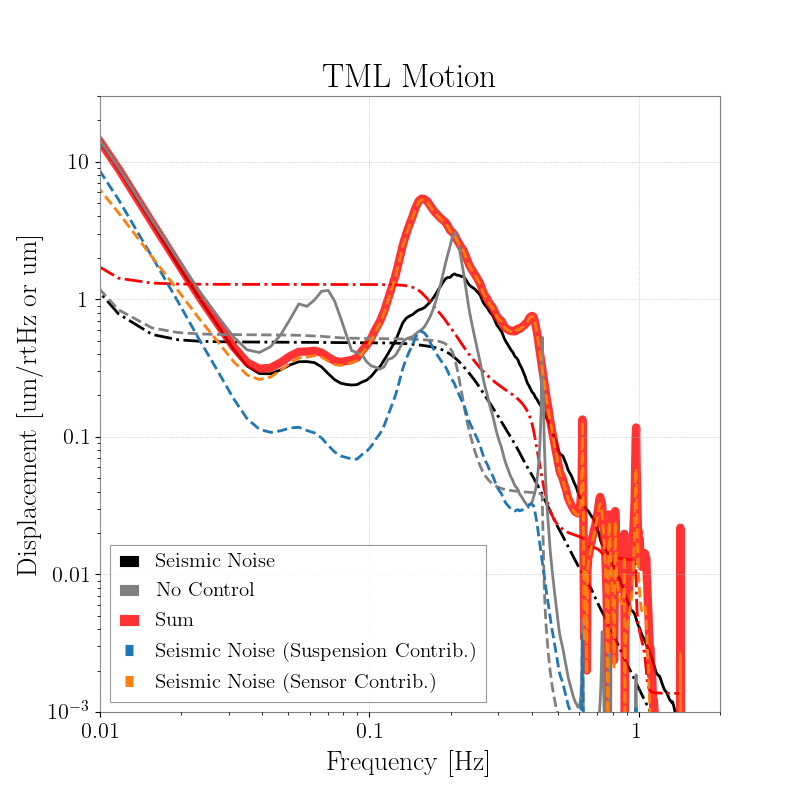 TML Motion
Displacement [um/rtHz or um]
10
1
0.1
0.01
10−3
Seismic Noise
No Control
Sum
Seismic Noise (Suspension Contrib.)
Seismic Noise (Sensor Contrib.)
0.01
0.1
1
Frequency [Hz]